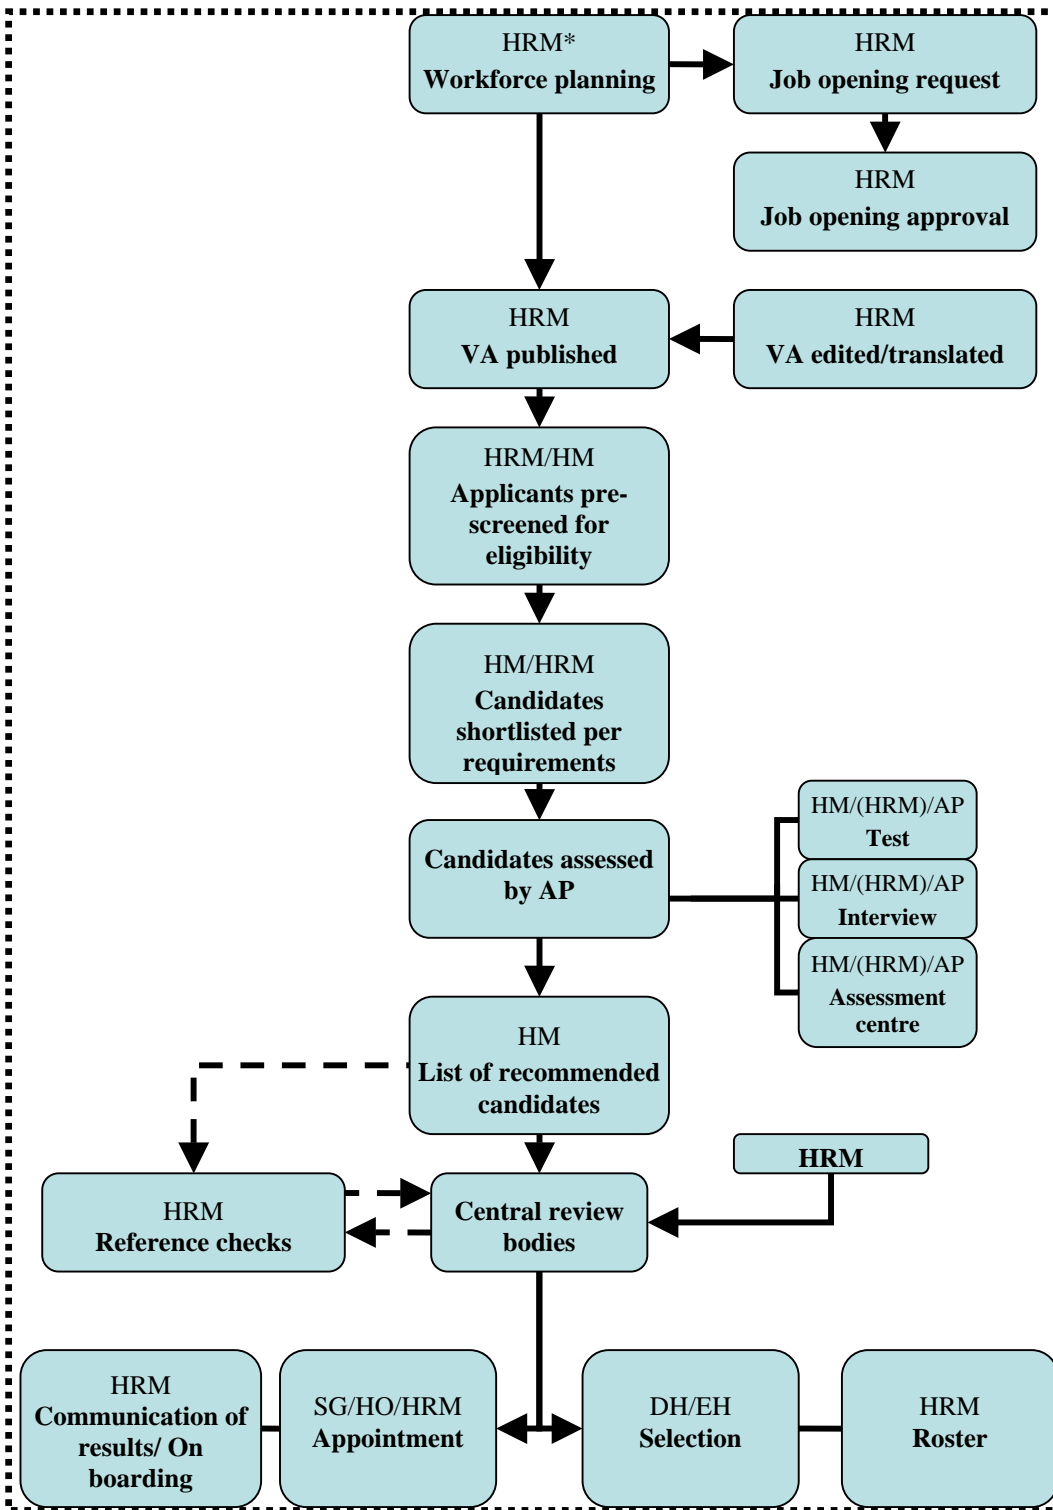 HRM*
Workforce planning
HRM
Job opening request
HRM
Job opening approval
HRM
VA published
HRM
VA edited/translated
HRM/HM
Applicants pre-
screened for
eligibility
HM/HRM
Candidates
shortlisted per
requirements
Candidates assessed
by AP
HM/(HRM)/AP
Test
HM/(HRM)/AP
Interview
HM/(HRM)/AP
Assessment
centre
HM
List of recommended
candidates
HRM
HRM
Reference checks
Central review
bodies
HRM
Communication of
results/ On
boarding
SG/HO/HRM
Appointment
DH/EH
Selection
HRM
Roster